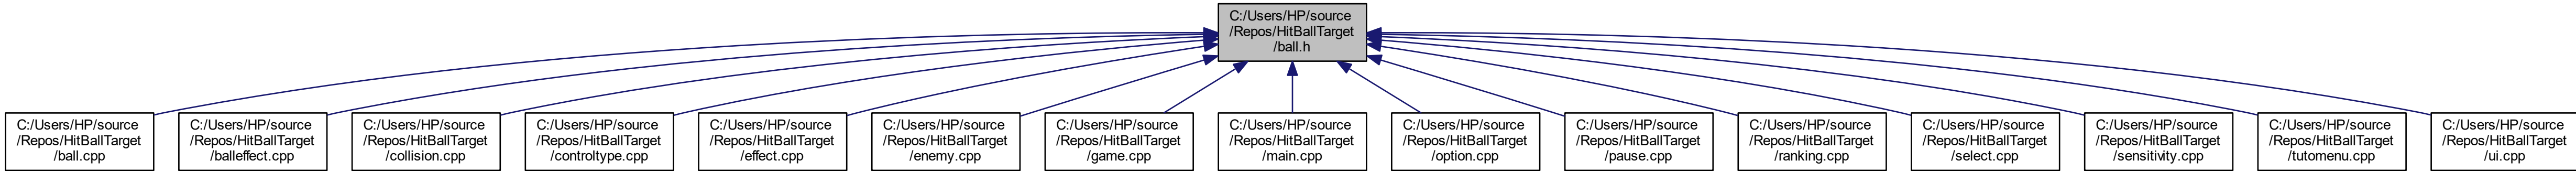 C:/Users/HP/source
/Repos/HitBallTarget
/ball.h
C:/Users/HP/source
/Repos/HitBallTarget
/ball.cpp
C:/Users/HP/source
/Repos/HitBallTarget
/balleffect.cpp
C:/Users/HP/source
/Repos/HitBallTarget
/collision.cpp
C:/Users/HP/source
/Repos/HitBallTarget
/controltype.cpp
C:/Users/HP/source
/Repos/HitBallTarget
/effect.cpp
C:/Users/HP/source
/Repos/HitBallTarget
/enemy.cpp
C:/Users/HP/source
/Repos/HitBallTarget
/game.cpp
C:/Users/HP/source
/Repos/HitBallTarget
/main.cpp
C:/Users/HP/source
/Repos/HitBallTarget
/option.cpp
C:/Users/HP/source
/Repos/HitBallTarget
/pause.cpp
C:/Users/HP/source
/Repos/HitBallTarget
/ranking.cpp
C:/Users/HP/source
/Repos/HitBallTarget
/select.cpp
C:/Users/HP/source
/Repos/HitBallTarget
/sensitivity.cpp
C:/Users/HP/source
/Repos/HitBallTarget
/tutomenu.cpp
C:/Users/HP/source
/Repos/HitBallTarget
/ui.cpp